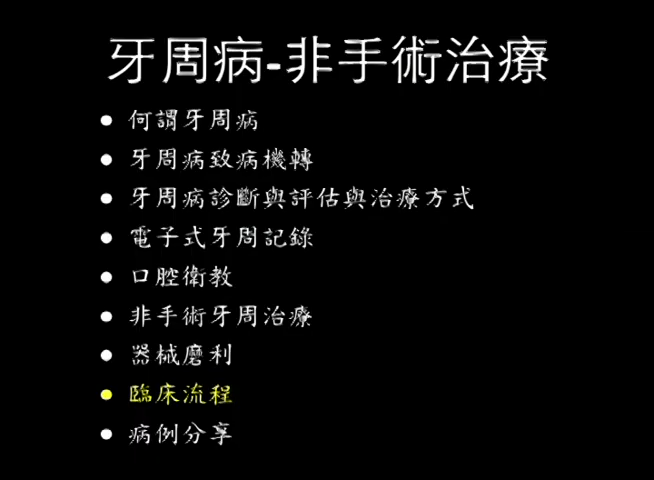 牙周病-非手術治療
● 何謂牙周病
● 牙周病致病機轉
● 牙周病診斷與評估與治療方式
● 電子式牙周記錄
● 口腔衛教
● 非手術牙周治療
● 器械磨利
● 臨床流程
● 病例分享